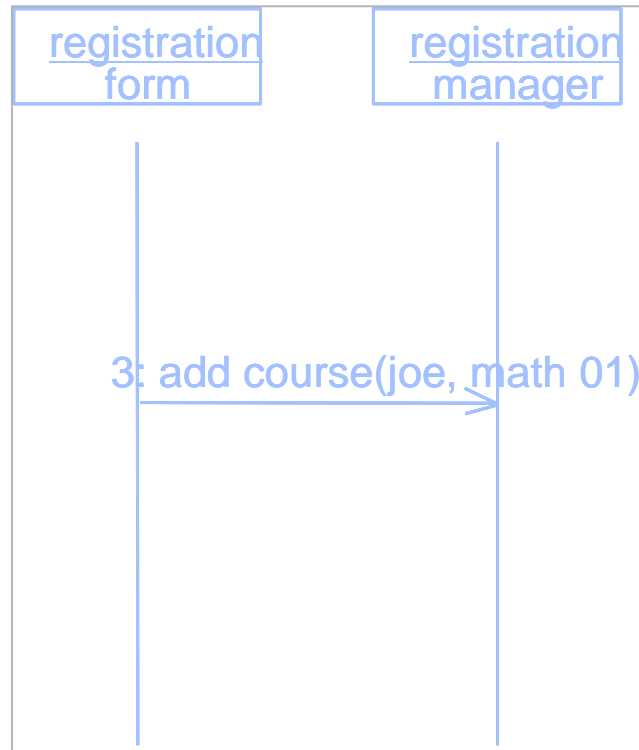 registration
form
registration
manager
3: add course(joe, math 01)